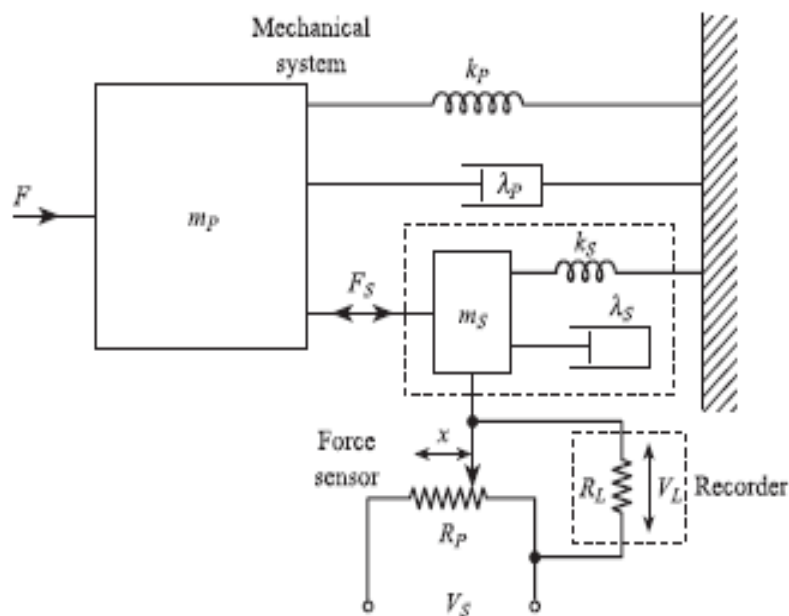 Mechanical
system
k_P
λ_P
F
m_P
k_S
F_S
m_S
λ_S
Force
sensor
x
R_L
V_L
Recorder
R_P
V_S